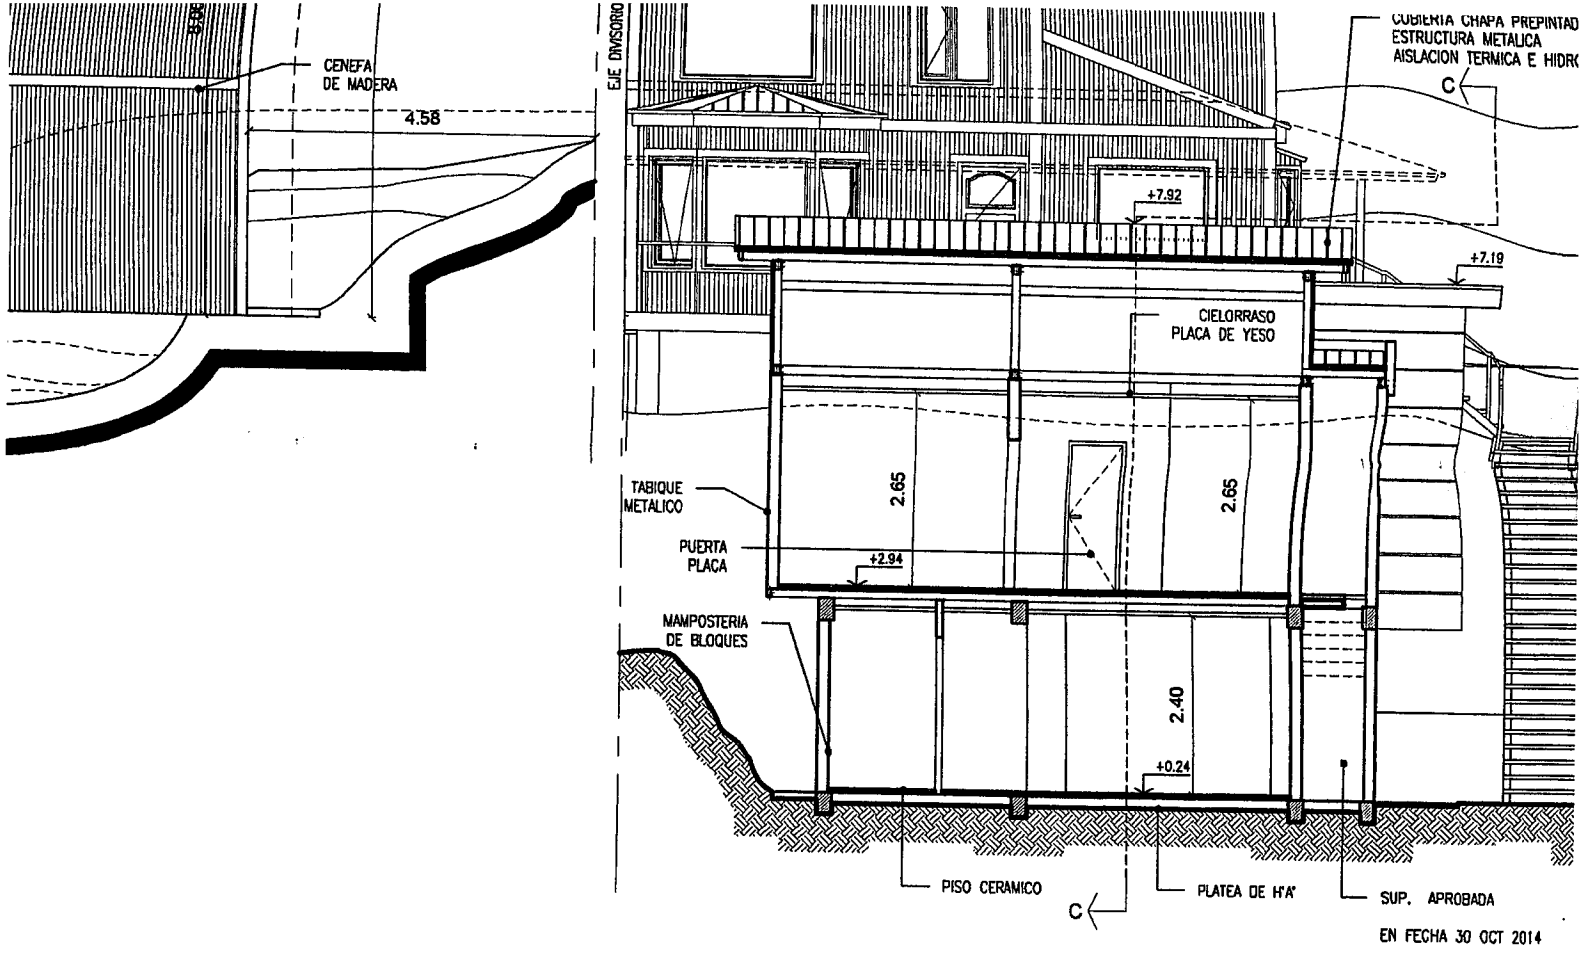 8.00
CENEFA
DE MADERA
4.58
EJE DIVISORIO
CUBIERTA CHAPA PREPINTAD
ESTRUCTURA METALICA
AISLACION TERMICA E HIDRO
C
+7.92
+7.19
CIELORRASO
PLACA DE YESO
TABIQUE
METALICO
2.65
2.65
PUERTA
PLACA
+2.94
MAMPOSTERIA
DE BLOQUES
2.40
+0.24
PISO CERAMICO
C
PLATEA DE H'A'
SUP. APROBADA
EN FECHA 30 OCT 2014